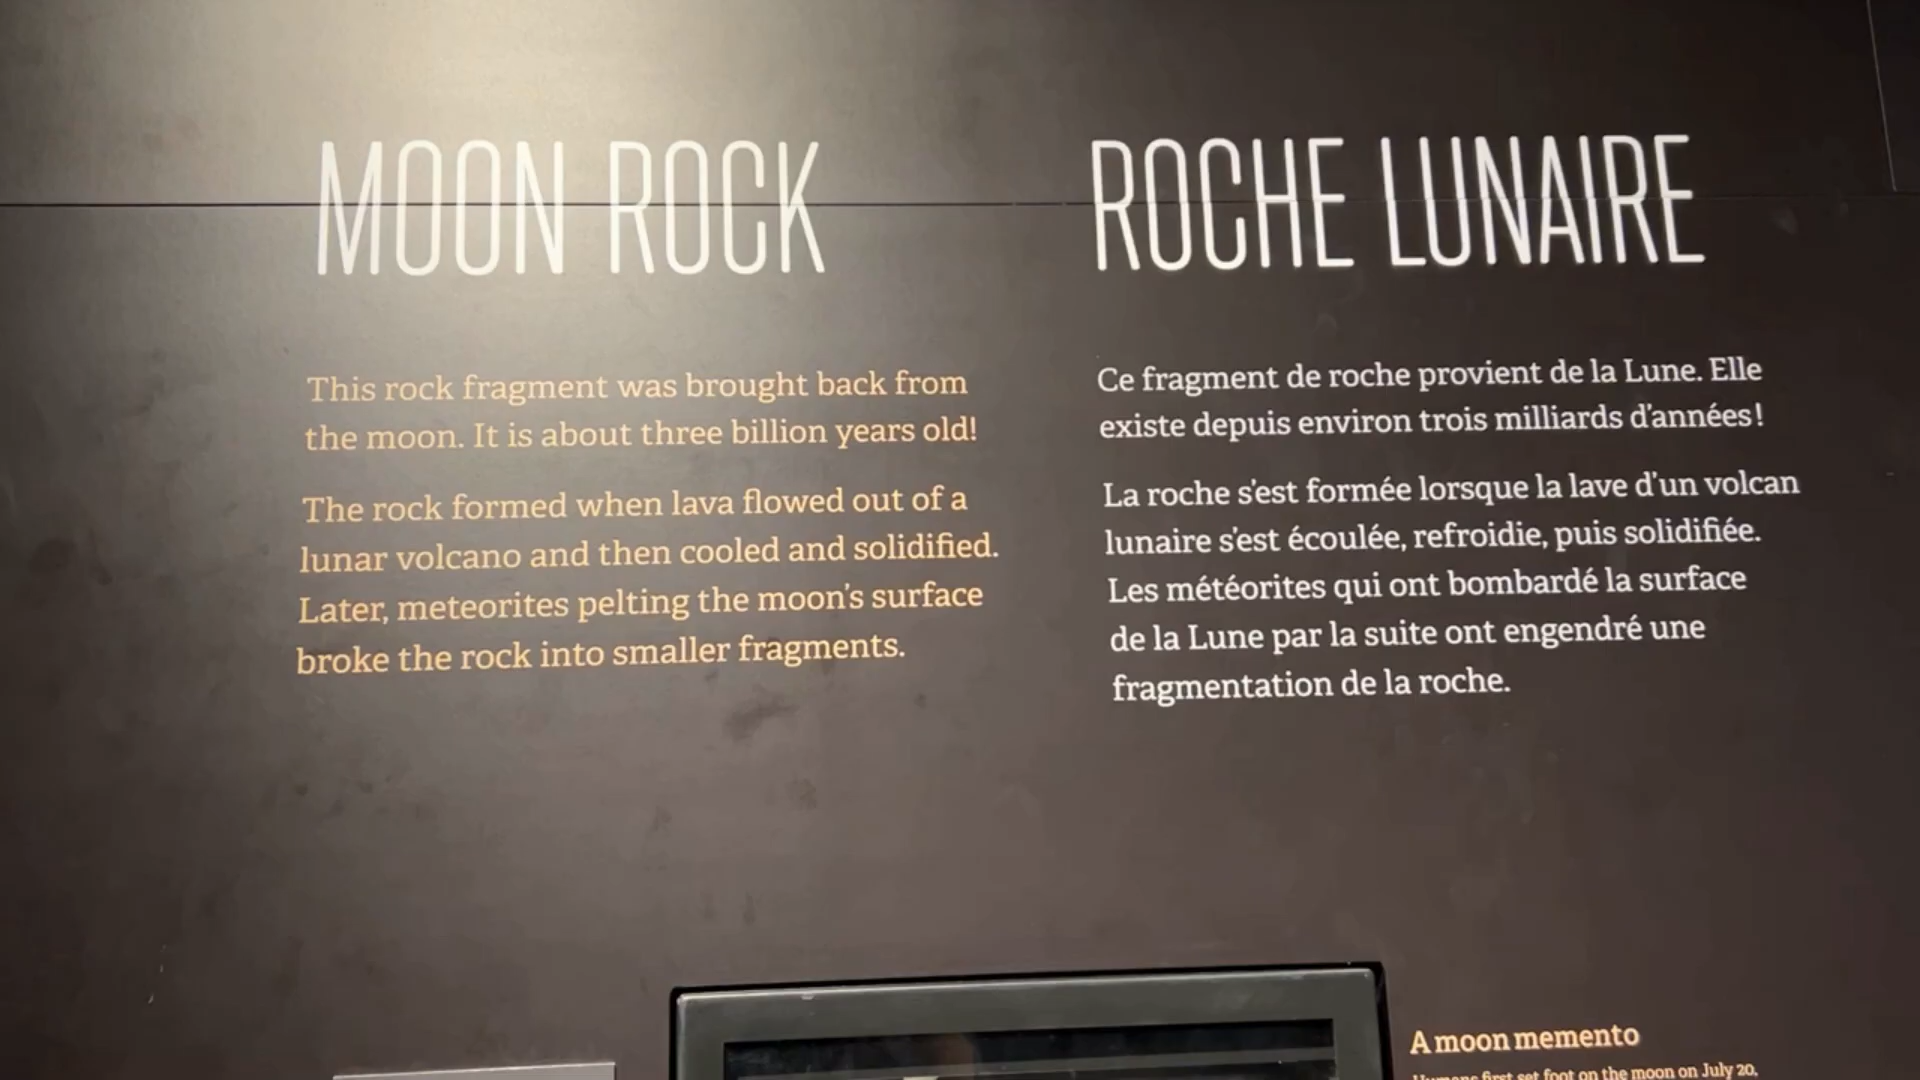 MOON ROCK
This rock fragment was brought back from
the moon. It is about three billion years old!
The rock formed when lava flowed out of a
lunar volcano and then cooled and solidified.
Later, meteorites pelting the moon's surface
broke the rock into smaller fragments.
ROCHE LUNAIRE
Ce fragment de roche provient de la Lune. Elle
existe depuis environ trois milliards d'années!
La roche s'est formée lorsque la lave d'un volcan
lunaire s'est écoulée, refroidie, puis solidifiée.
Les météorites qui ont bombardé la surface
de la Lune par la suite ont engendré une
fragmentation de la roche.
A moon memento
Humans first set foot on the moon on July 20,